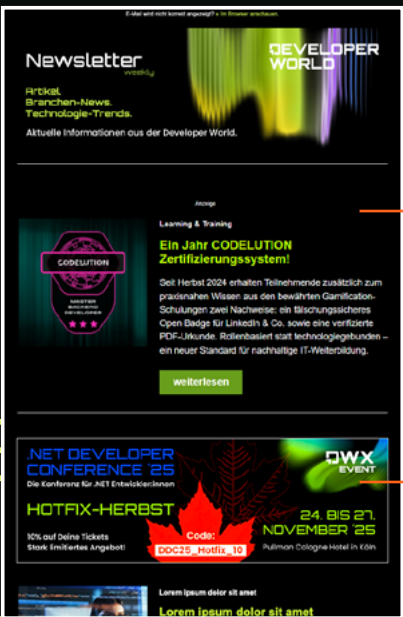 E-Mail wird nicht korrekt angezeigt? » Im Browser anschauen.
Newsletter
weekly
DEVELOPER
WORLD
Artikel.
Branchen-News.
Technologie-Trends.
Aktuelle Informationen aus der Developer World.
Anzeige
Learning & Training
Ein Jahr CODELUTION
Zertifizierungssystem!
CODELUTION
MASTER
BACKEND
DEVELOPER
Seit Herbst 2024 erhalten Teilnehmende zusätzlich zum
praxisnahen Wissen aus den bewährten Gamification-
Schulungen zwei Nachweise: ein fälschungssicheres
Open Badge für LinkedIn & Co. sowie eine verifizierte
PDF-Urkunde. Rollenbasiert statt technologiegebunden –
ein neuer Standard für nachhaltige IT-Weiterbildung.
weiterlesen
.NET DEVELOPER
CONFERENCE '25
Die Konferenz für .NET Entwickler:innen
DWX
EVENT
HOTFIX-HERBST
10% auf Deine Tickets
Stark limitiertes Angebot!
Code:
DDC25_Hotfix_10
24. BIS 27.
NOVEMBER '25
Pullman Cologne Hotel in Köln
Lorem ipsum dolor sit amet
Lorem ipsum dolor sit amet